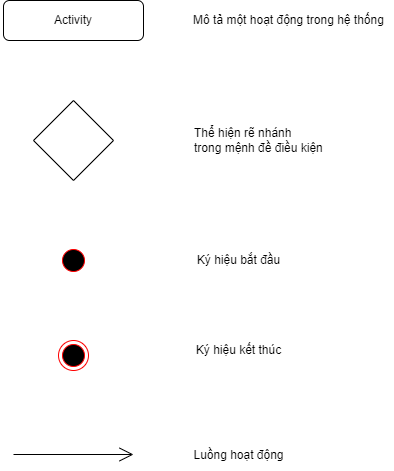 Activity
Mô tả một hoạt động trong hệ thống
Thể hiện rẽ nhánh
trong mệnh đề điều kiện
Ký hiệu bắt đầu
Ký hiệu kết thúc
Luồng hoạt động